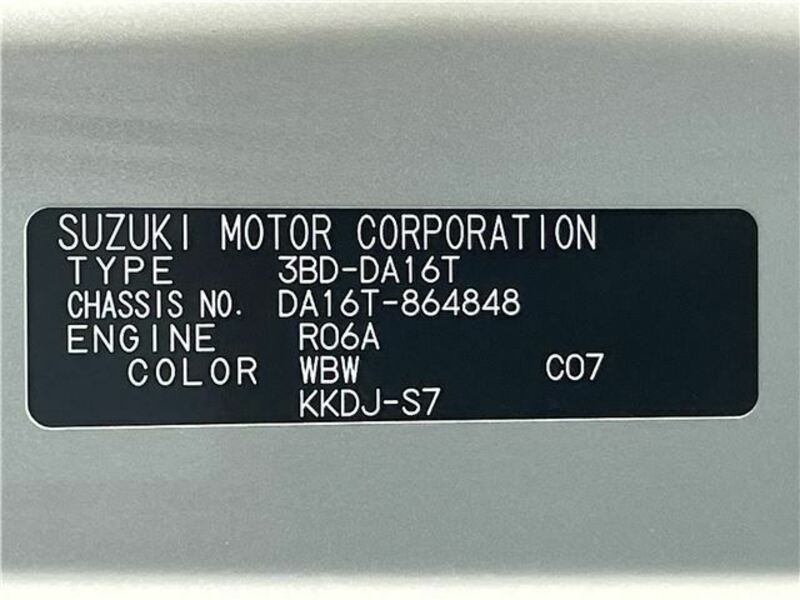 SUZUKI MOTOR CORPORATION
TYPE 3BD-DA16T
CHASSIS NO. DA16T-864848
ENGINE R06A
COLOR WBW C07
KKDJ-S7